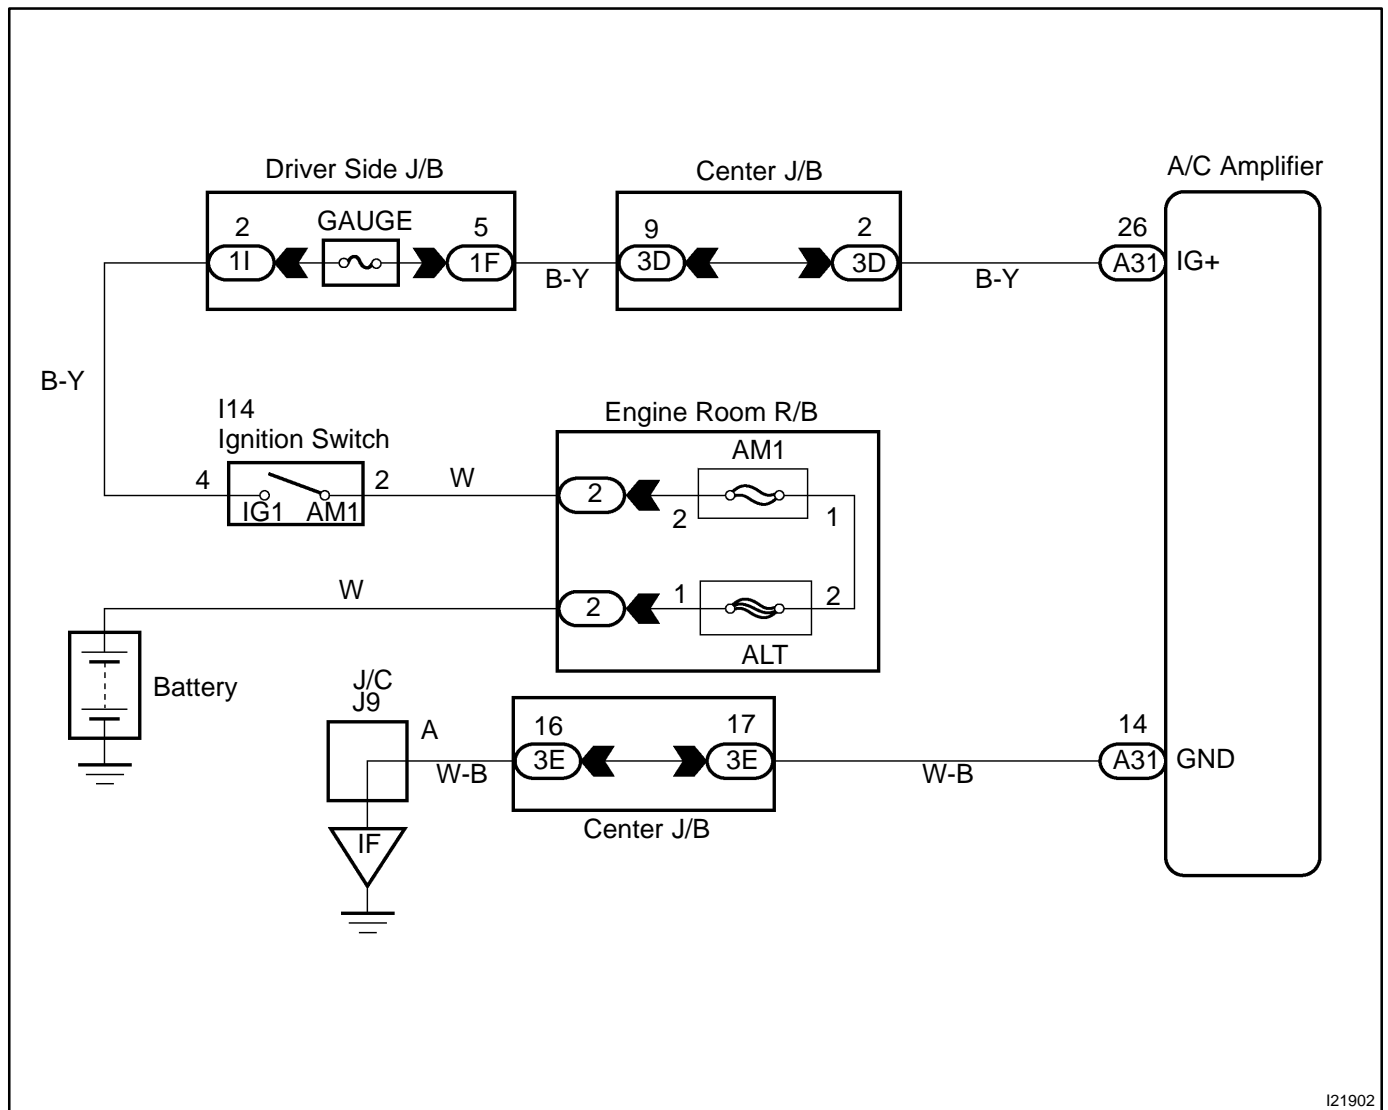 Driver Side J/B
Center J/B
A/C Amplifier
2
GAUGE
5
9
2
26
1I
1F
3D
3D
A31
IG+
B-Y
B-Y
B-Y
I14
Ignition Switch
Engine Room R/B
AM1
4
2
W
2
2
1
IG1
AM1
W
2
1
2
ALT
Battery
J/C
J9
A
16
17
14
W-B
3E
3E
W-B
A31
GND
Center J/B
IF
I21902